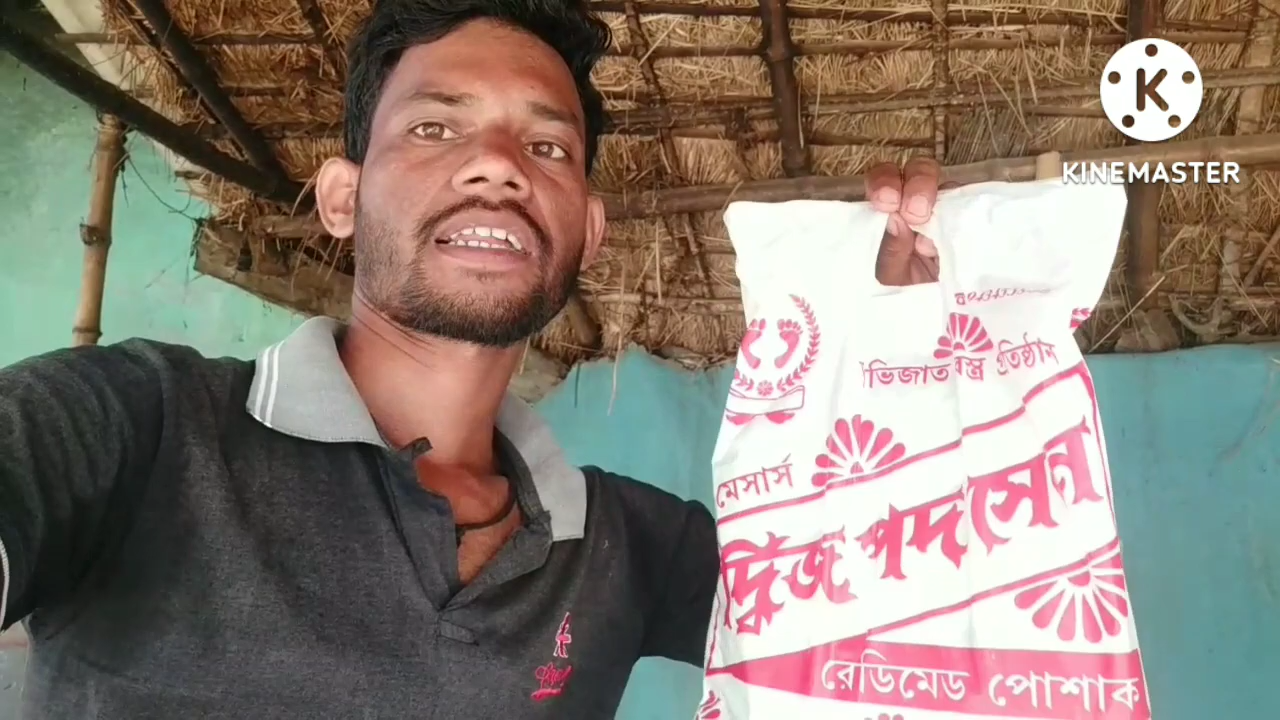 KINEMASTER
অভিজাত বস্ত্র প্রতিষ্ঠান
মেসার্স
দ্বিজপদ সেন
রেডিমেড পোশাক